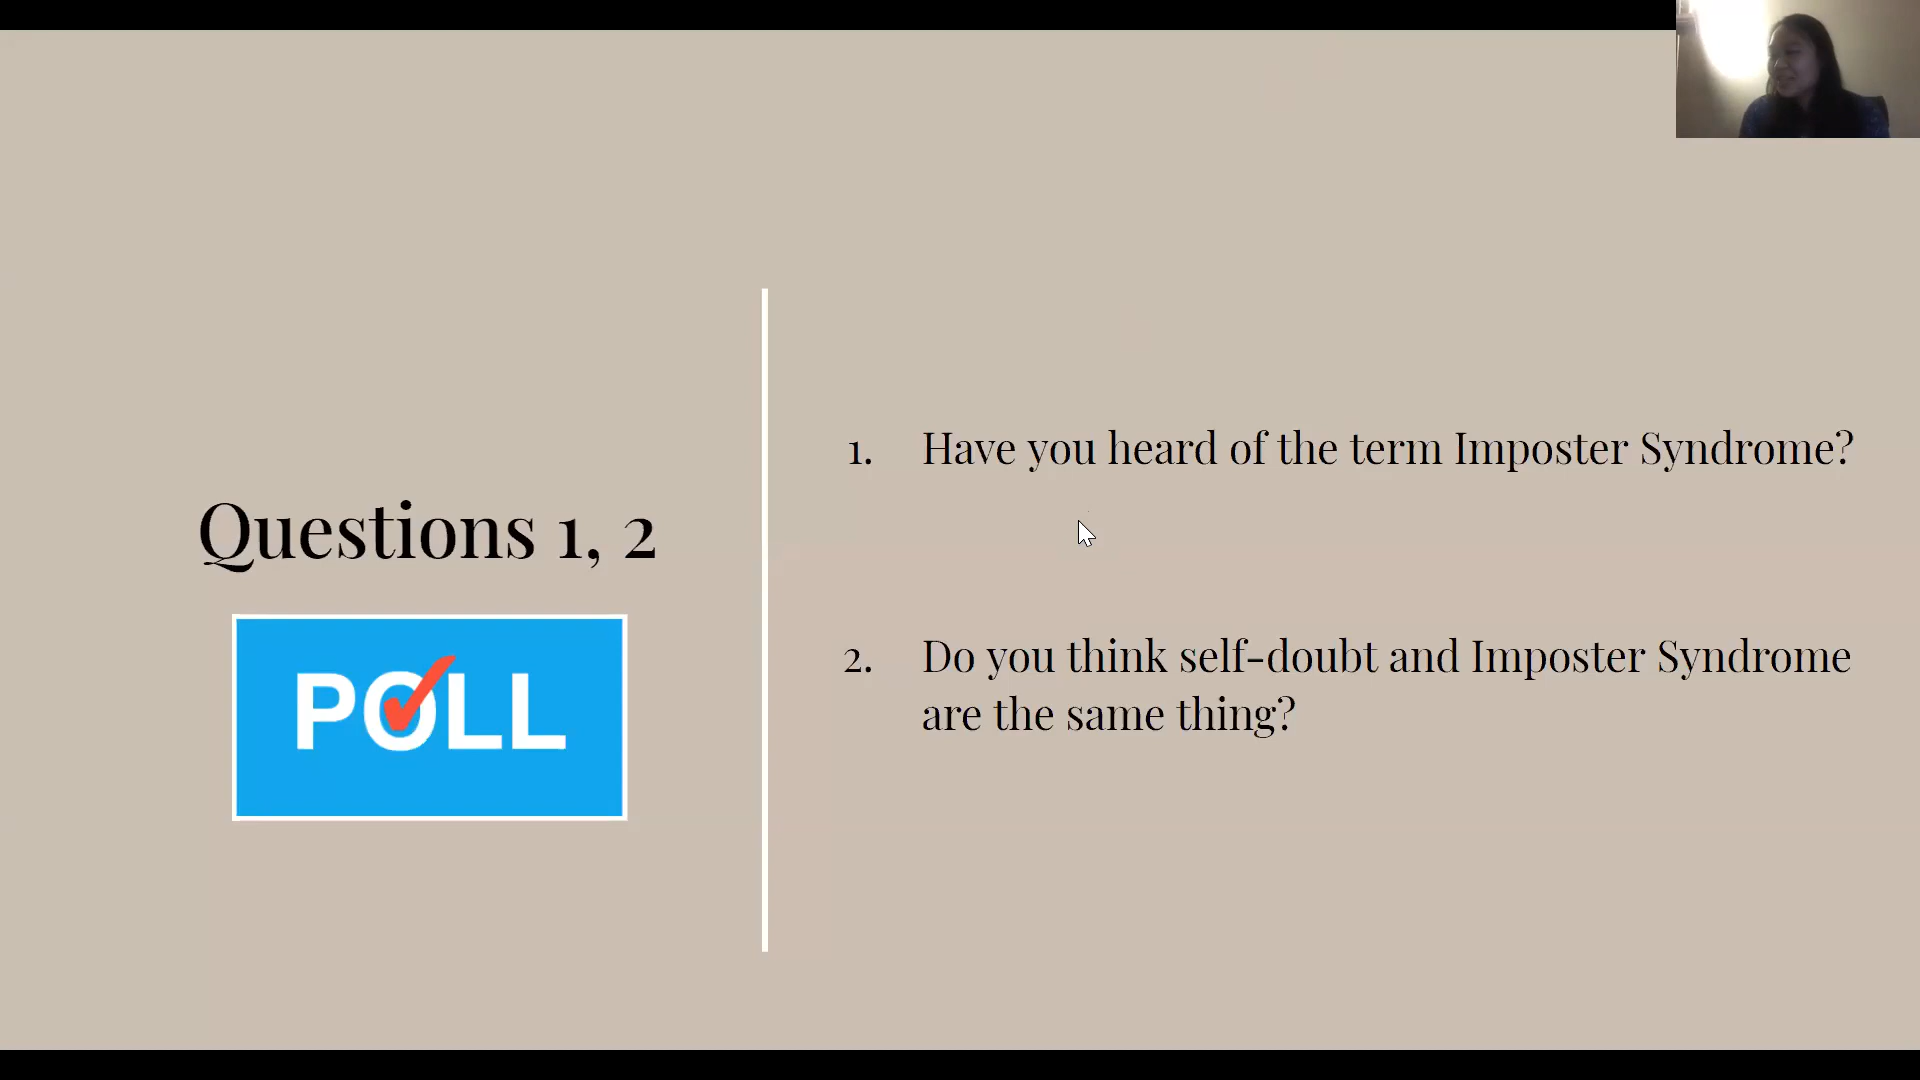 Questions 1, 2
POLL
1. Have you heard of the term Imposter Syndrome?
2. Do you think self-doubt and Imposter Syndrome
are the same thing?